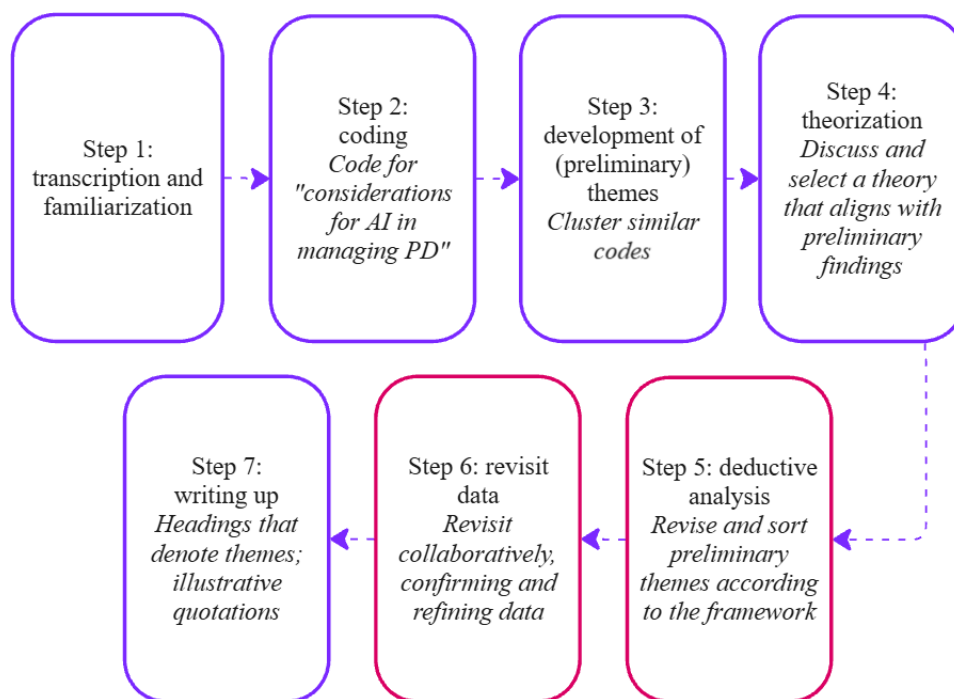 Step 1:
transcription and
familiarization
Step 2:
coding
Code for
"considerations
for AI in
managing PD"
Step 3:
development of
(preliminary)
themes
Cluster similar
codes
Step 4:
theorization
Discuss and
select a theory
that aligns with
preliminary
findings
Step 5: deductive
analysis
Revise and sort
preliminary
themes according
to the framework
Step 6: revisit
data
Revisit
collaboratively,
confirming and
refining data
Step 7:
writing up
Headings that
denote themes;
illustrative
quotations